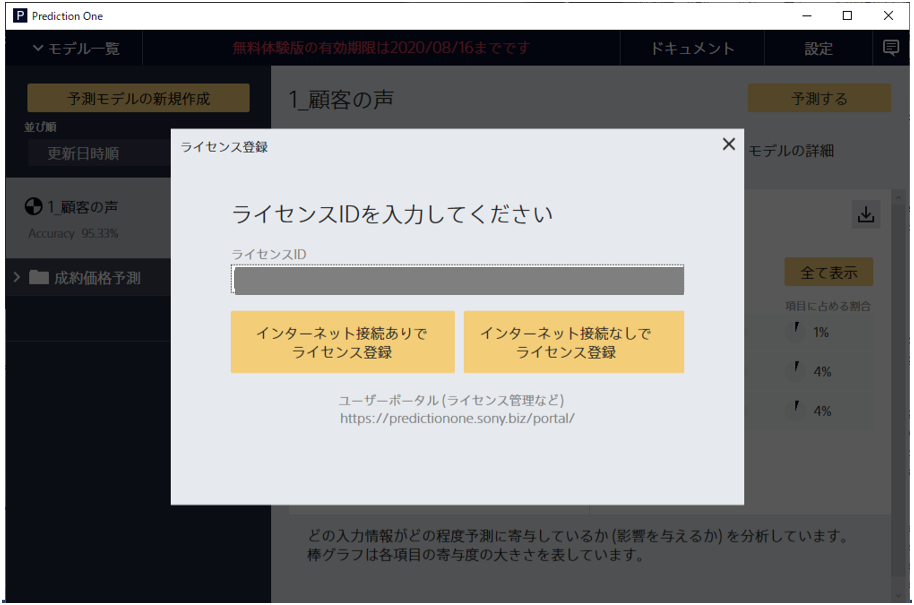 Prediction One
モデル一覧
無料体験版の有効期限は2020/08/16までです
ドキュメント
設定
予測モデルの新規作成
並び順
更新日時順
1_顧客の声
Accuracy 95.33%
成約価格予測
1_顧客の声
予測する
モデルの詳細
ライセンス登録
ライセンスIDを入力してください
ライセンスID
インターネット接続ありで
ライセンス登録
インターネット接続なしで
ライセンス登録
ユーザーポータル (ライセンス管理など)
https://predictionone.sony.biz/portal/
全て表示
項目に占める割合
1%
4%
4%
どの入力情報がどの程度予測に寄与しているか (影響を与えるか) を分析しています。
棒グラフは各項目の寄与度の大きさを表しています。